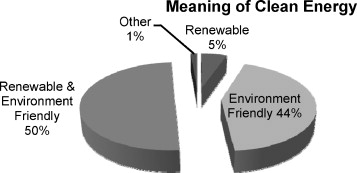 Meaning of Clean Energy
Other
1%
Renewable
5%
Renewable &
Environment
Friendly
50%
Environment
Friendly 44%